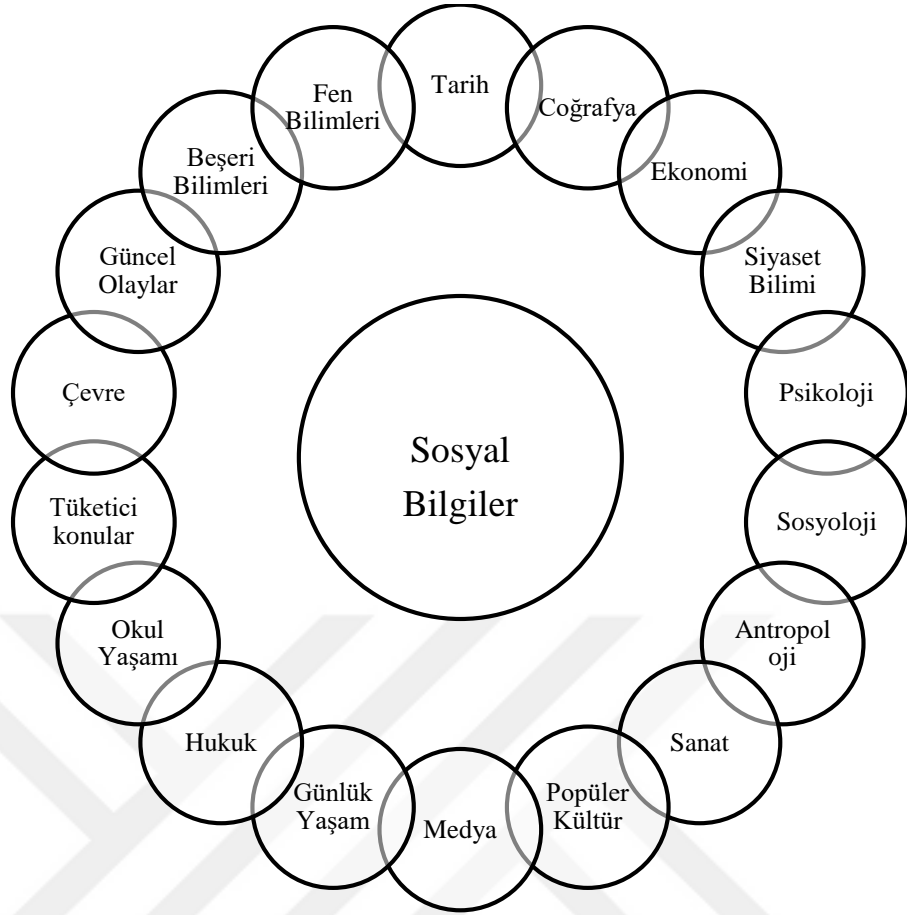 Tarih
Coğrafya
Ekonomi
Siyaset
Bilimi
Psikoloji
Sosyoloji
Antropol
oji
Sanat
Popüler
Kültür
Medya
Günlük
Yaşam
Hukuk
Okul
Yaşamı
Tüketici
konular
Çevre
Güncel
Olaylar
Beşeri
Bilimleri
Fen
Bilimleri
Sosyal
Bilgiler